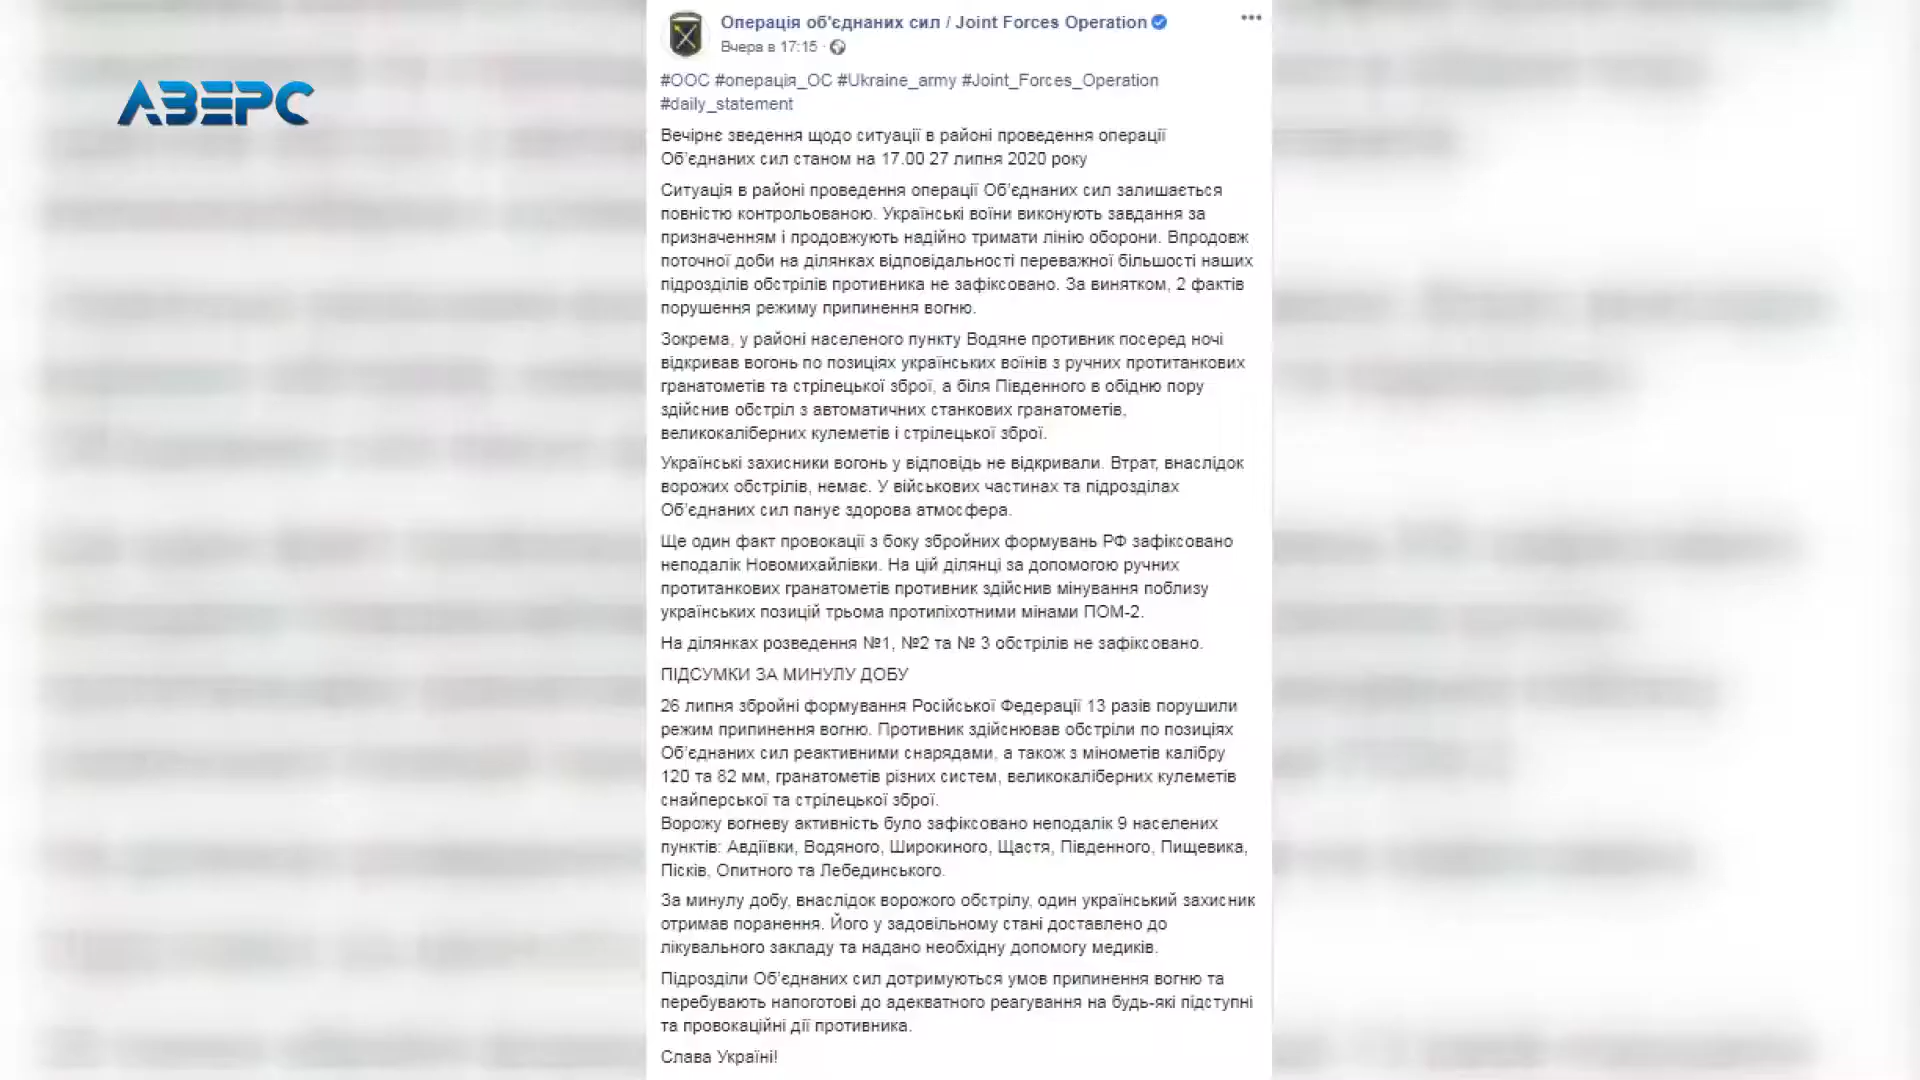 Операція об'єднаних сил / Joint Forces Operation
Вчера в 17:15 ·
АВЕРС
#ООС #операція_ОС #Ukraine_army #Joint_Forces_Operation
#daily_statement
Вечірнє зведення щодо ситуації в районі проведення операції
Об’єднаних сил станом на 17.00 27 липня 2020 року
Ситуація в районі проведення операції Об’єднаних сил залишається
повністю контрольованою. Українські воїни виконують завдання за
призначенням і продовжують надійно тримати лінію оборони. Впродовж
поточної доби на ділянках відповідальності переважної більшості наших
підрозділів обстрілів противника не зафіксовано. За винятком, 2 фактів
порушення режиму припинення вогню.
Зокрема, у районі населеного пункту Водяне противник посеред ночі
відкривав вогонь по позиціях українських воїнів з ручних протитанкових
гранатометів та стрілецької зброї, а біля Південного в обідню пору
здійснив обстріл з автоматичних станкових гранатометів,
великокаліберних кулеметів і стрілецької зброї.
Українські захисники вогонь у відповідь не відкривали. Втрат, внаслідок
ворожих обстрілів, немає. У військових частинах та підрозділах
Об’єднаних сил панує здорова атмосфера.
Ще один факт провокації з боку збройних формувань РФ зафіксовано
неподалік Новомихайлівки. На цій ділянці за допомогою ручних
протитанкових гранатометів противник здійснив мінування поблизу
українських позицій трьома протипіхотними мінами ПОМ-2.
На ділянках розведення №1, №2 та № 3 обстрілів не зафіксовано.
ПІДСУМКИ ЗА МИНУЛУ ДОБУ
26 липня збройні формування Російської Федерації 13 разів порушили
режим припинення вогню. Противник здійснював обстріли по позиціях
Об’єднаних сил реактивними снарядами, а також з мінометів калібру
120 та 82 мм, гранатометів різних систем, великокаліберних кулеметів
снайперської та стрілецької зброї.
Ворожу вогневу активність було зафіксовано неподалік 9 населених
пунктів: Авдіївки, Водяного, Широкиного, Щастя, Південного, Пищевика,
Пісків, Опитного та Лебединського.
За минулу добу, внаслідок ворожого обстрілу, один український захисник
отримав поранення. Його у задовільному стані доставлено до
лікувального закладу та надано необхідну допомогу медиків.
Підрозділи Об’єднаних сил дотримуються умов припинення вогню та
перебувають напоготові до адекватного реагування на будь-які підступні
та провокаційні дії противника.
Слава Україні!